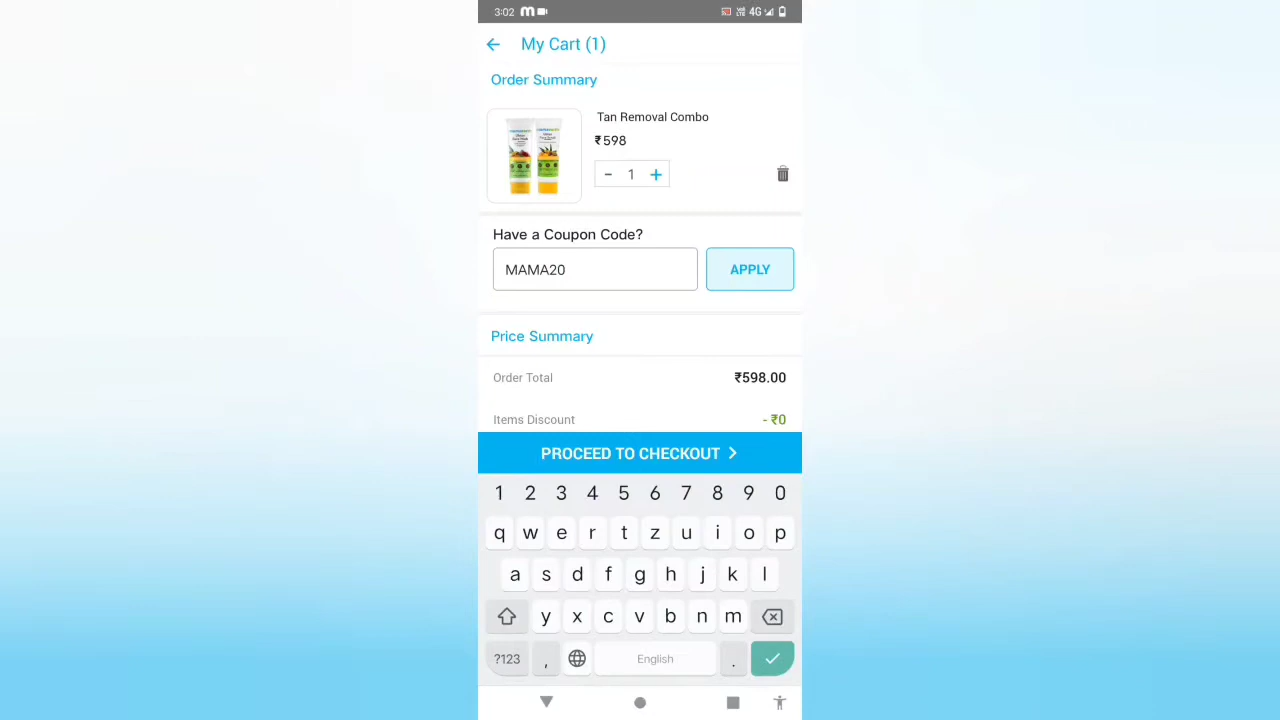 3:02 4G
My Cart (1)
Order Summary
Tan Removal Combo
₹598
- 1 +
Have a Coupon Code?
MAMA20 APPLY
Price Summary
Order Total ₹598.00
Items Discount - ₹0
PROCEED TO CHECKOUT
1 2 3 4 5 6 7 8 9 0
q w e r t z u i o p
a s d f g h j k l
y x c v b n m
?123 , English .